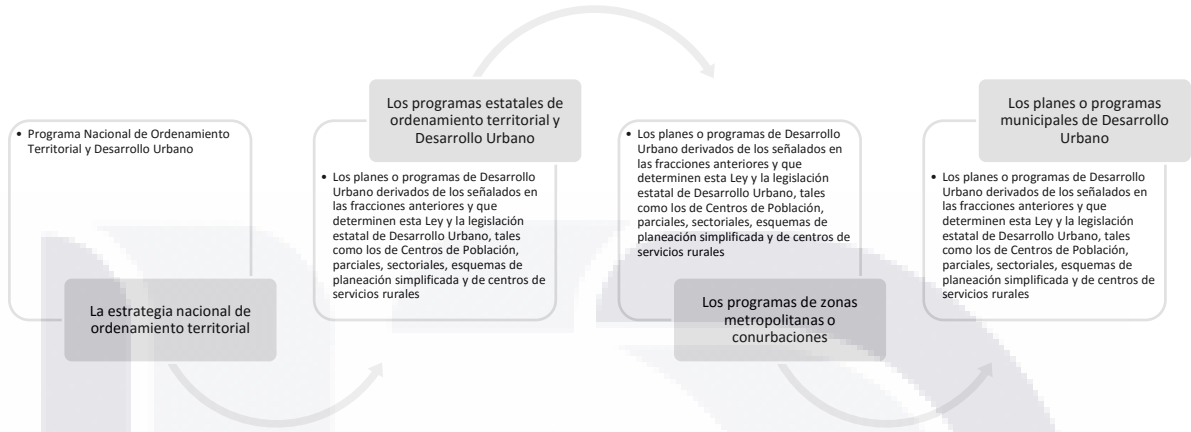 • Programa Nacional de Ordenamiento
Territorial y Desarrollo Urbano
La estrategia nacional de
ordenamiento territorial
Los programas estatales de
ordenamiento territorial y
Desarrollo Urbano
• Los planes o programas de Desarrollo
Urbano derivados de los señalados en
las fracciones anteriores y que
determinen esta Ley y la legislación
estatal de Desarrollo Urbano, tales
como los de Centros de Población,
parciales, sectoriales, esquemas de
planeación simplificada y de centros de
servicios rurales
• Los planes o programas de Desarrollo
Urbano derivados de los señalados en
las fracciones anteriores y que
determinen esta Ley y la legislación
estatal de Desarrollo Urbano, tales
como los de Centros de Población,
parciales, sectoriales, esquemas de
planeación simplificada y de centros de
servicios rurales
Los programas de zonas
metropolitanas o
conurbaciones
Los planes o programas
municipales de Desarrollo
Urbano
• Los planes o programas de Desarrollo
Urbano derivados de los señalados en
las fracciones anteriores y que
determinen esta Ley y la legislación
estatal de Desarrollo Urbano, tales
como los de Centros de Población,
parciales, sectoriales, esquemas de
planeación simplificada y de centros de
servicios rurales